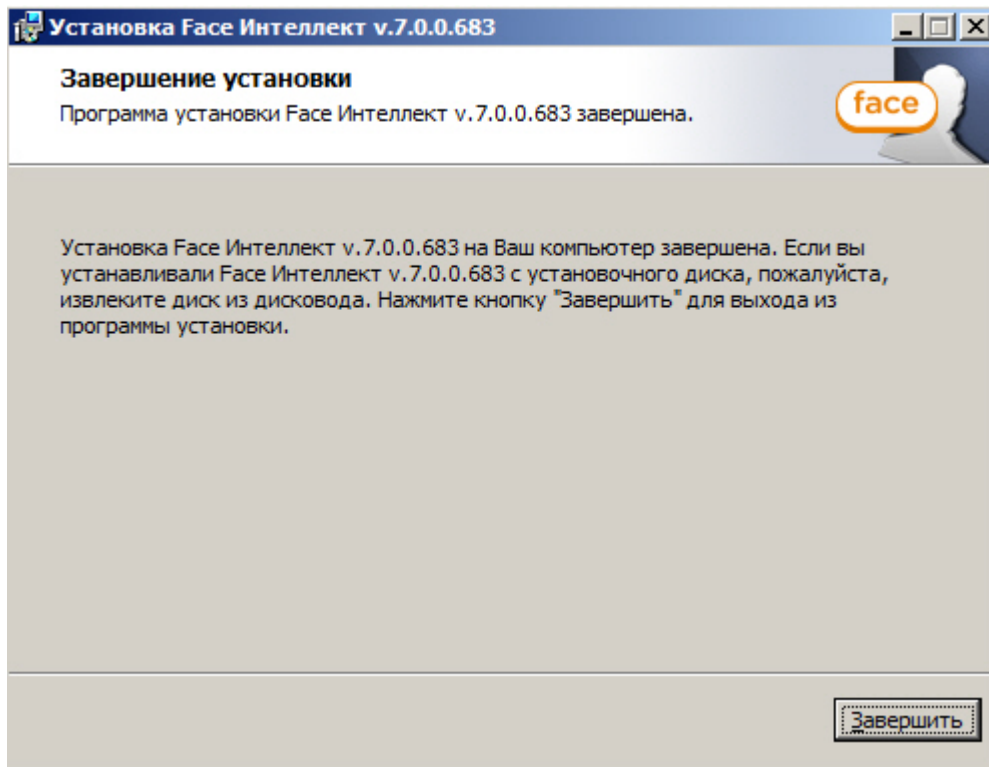 Установка Face Интеллект v.7.0.0.683
Завершение установки
Программа установки Face Интеллект v.7.0.0.683 завершена.
face
Установка Face Интеллект v.7.0.0.683 на Ваш компьютер завершена. Если вы
устанавливали Face Интеллект v.7.0.0.683 с установочного диска, пожалуйста,
извлеките диск из дисковода. Нажмите кнопку "Завершить" для выхода из
программы установки.
Завершить